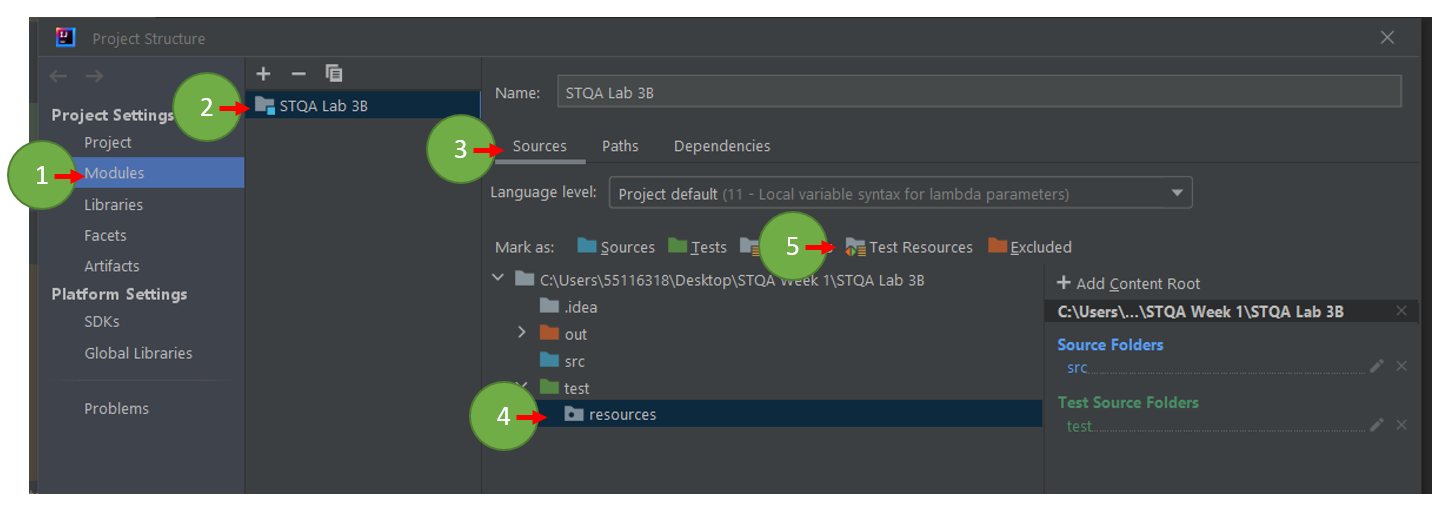 Project Structure
Project Settings
Project
1
Modules
Libraries
Facets
Artifacts
Platform Settings
SDKs
Global Libraries
Problems
2
STQA Lab 3B
Name: STQA Lab 3B
3
Sources Paths Dependencies
Language level: Project default (11 - Local variable syntax for lambda parameters)
Mark as: Sources Tests 5 Test Resources Excluded
C:\Users\55116318\Desktop\STQA Week 1\STQA Lab 3B
.idea
out
src
test
4
resources
Add Content Root
C:\Users\...\STQA Week 1\STQA Lab 3B
Source Folders
src
Test Source Folders
test